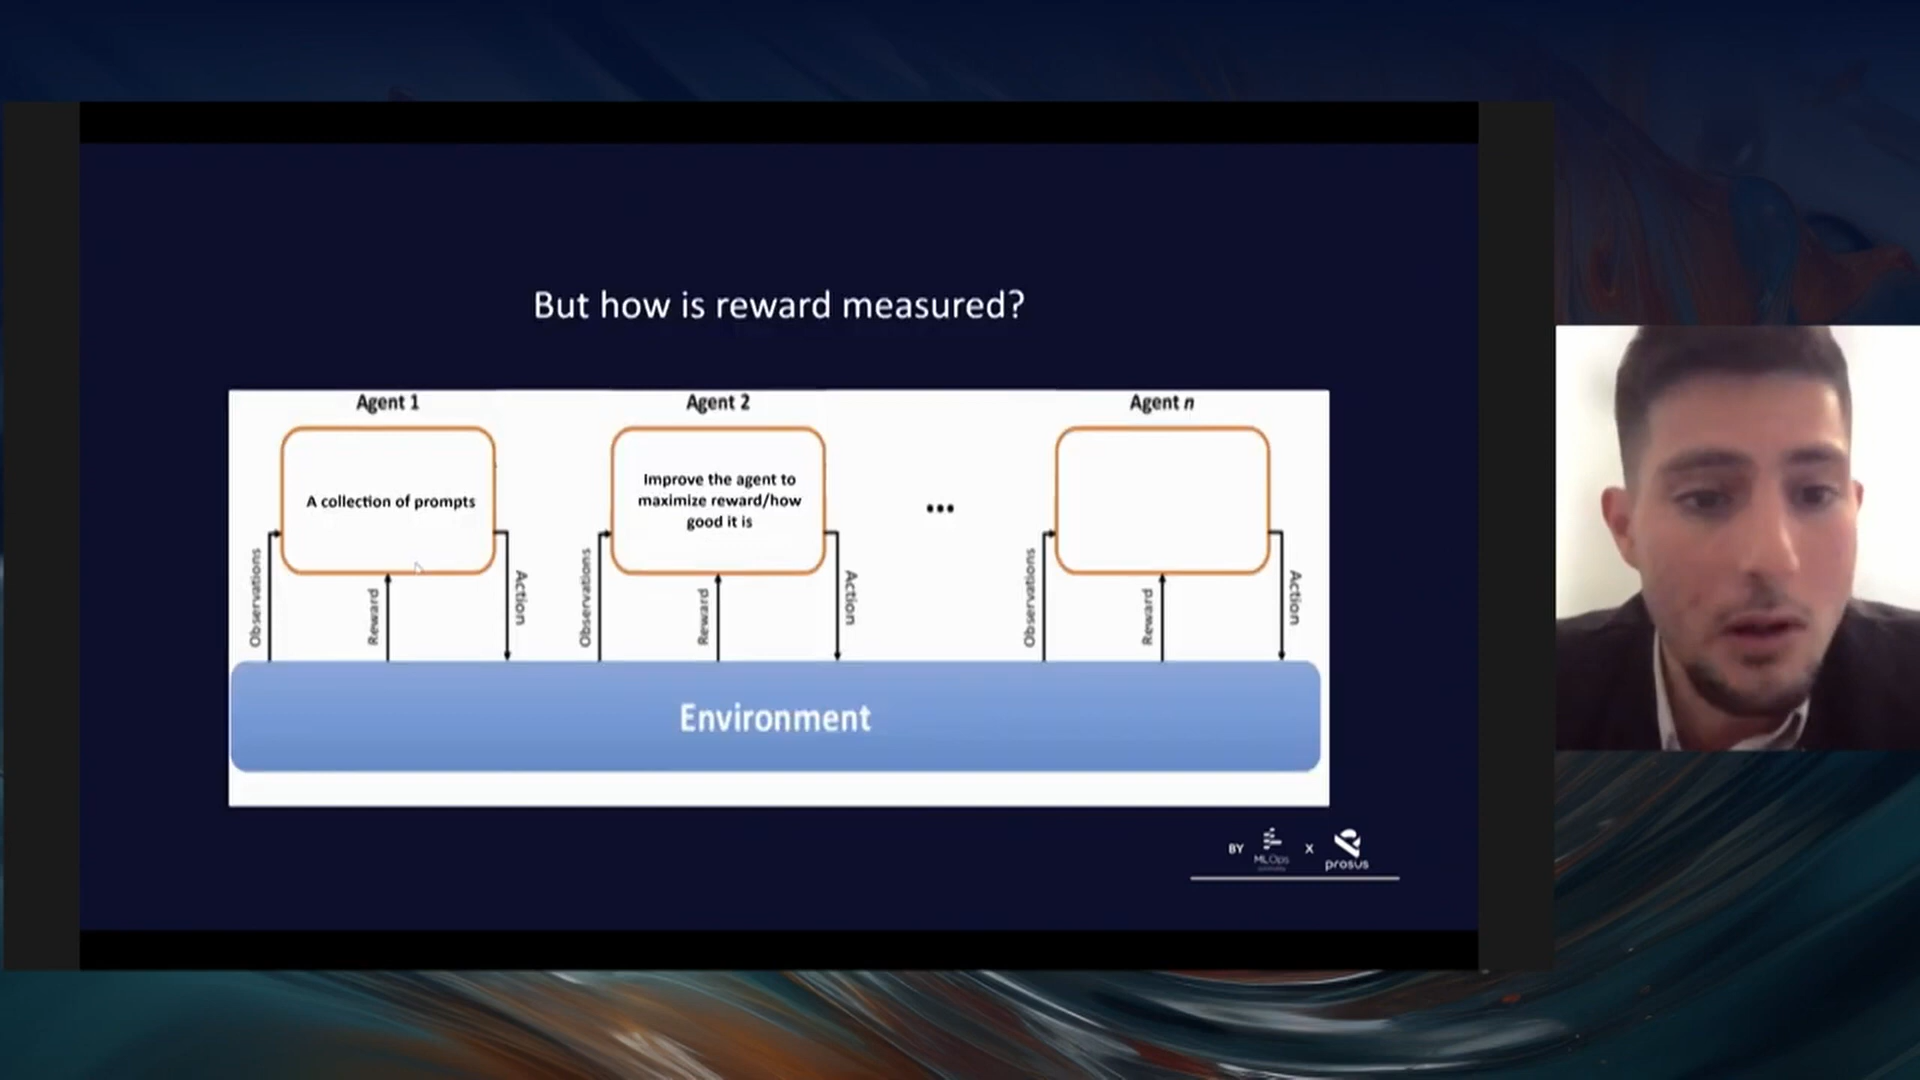 But how is reward measured?
Agent 1
Agent 2
Agent n
A collection of prompts
Improve the agent to
maximize reward/how
good it is
...
Observations
Reward
Action
Observations
Reward
Action
Observations
Reward
Action
Environment
BY
MLOps
X
prosus